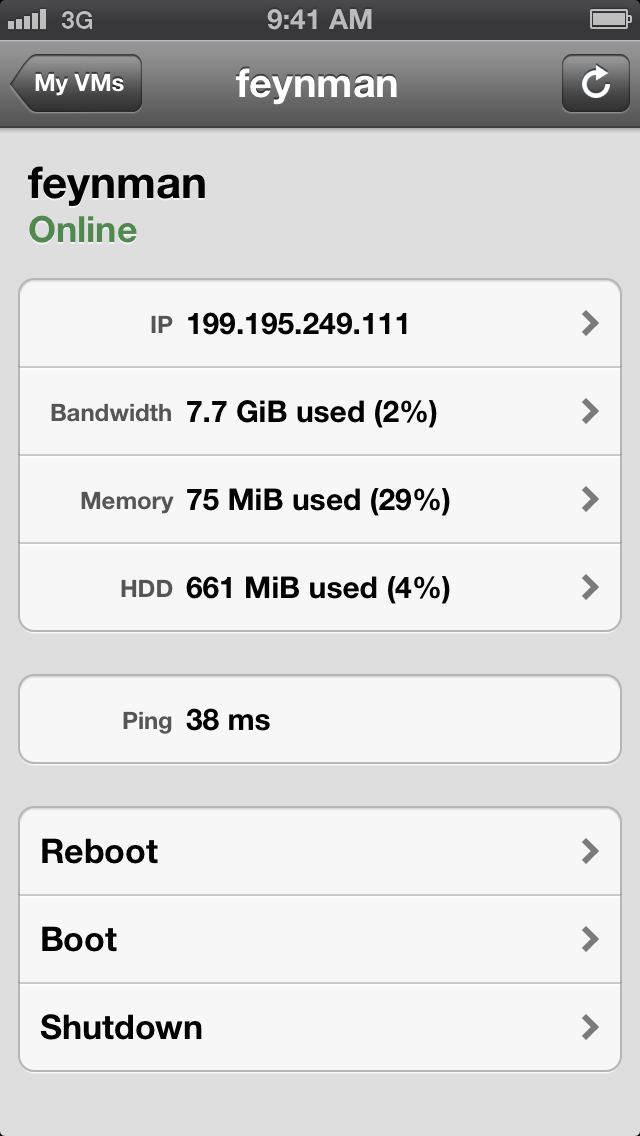 3G 9:41 AM
My VMs feynman
feynman
Online
IP 199.195.249.111
Bandwidth 7.7 GiB used (2%)
Memory 75 MiB used (29%)
HDD 661 MiB used (4%)
Ping 38 ms
Reboot
Boot
Shutdown